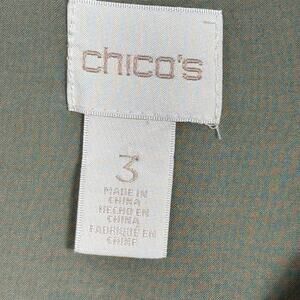 chico's
3
MADE IN
CHINA
HECHO EN
CHINA
FABRIQUÉ EN
CHINE